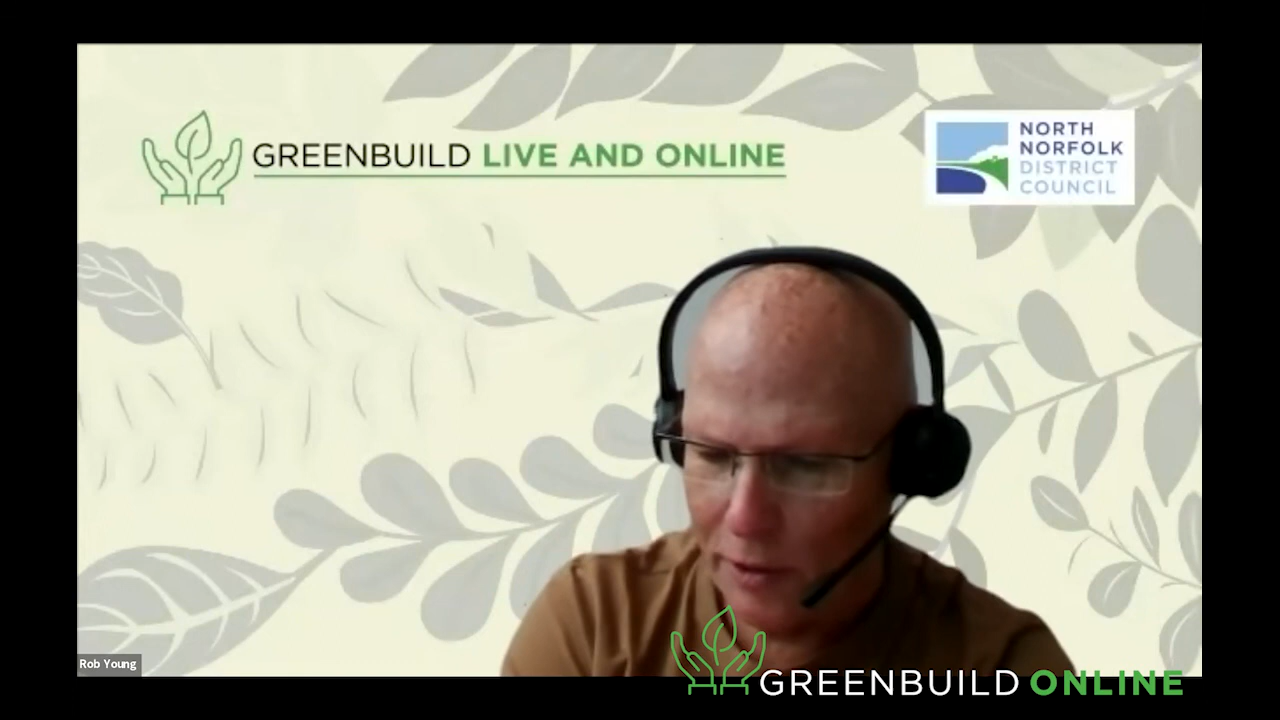 GREENBUILD LIVE AND ONLINE
NORTH
NORFOLK
DISTRICT
COUNCIL
Rob Young
GREENBUILD ONLINE